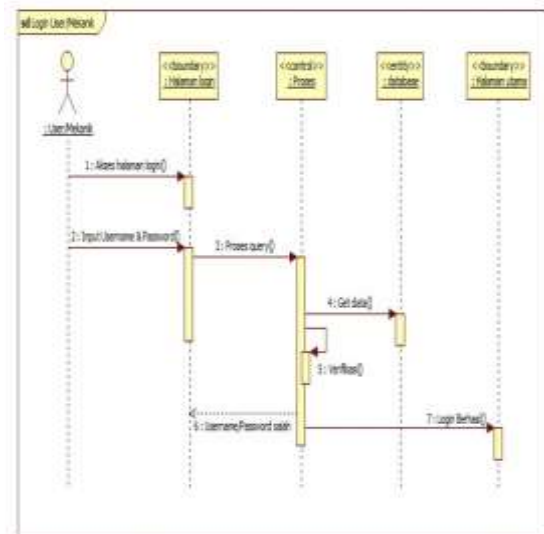 sd Login User/Mekanik
<<boundary>>
: Halaman login
<<control>>
: Proses
<<entity>>
: database
<<boundary>>
: Halaman utama
: User/Mekanik
1 : Akses halaman login()
2 : Input Username & Password()
3 : Proses query()
4 : Get data()
5 : Verifikasi()
6 : Username/Password salah
7 : Login Berhasil()